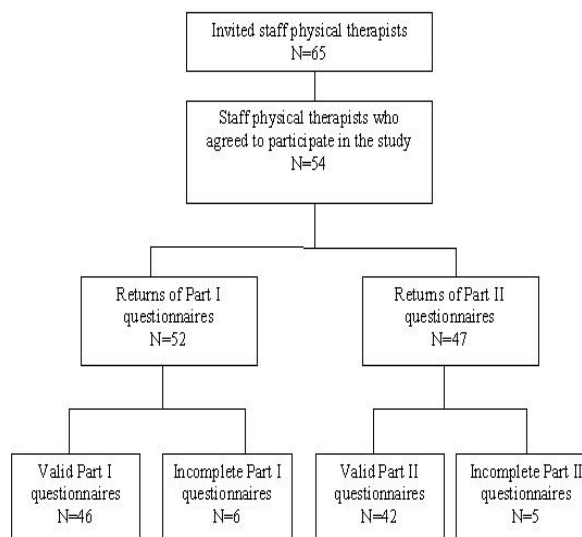 Invited staff physical therapists
N=65
Staff physical therapists who
agreed to participate in the study
N=54
Returns of Part I
questionnaires
N=52
Returns of Part II
questionnaires
N=47
Valid Part I
questionnaires
N=46
Incomplete Part I
questionnaires
N=6
Valid Part II
questionnaires
N=42
Incomplete Part II
questionnaires
N=5